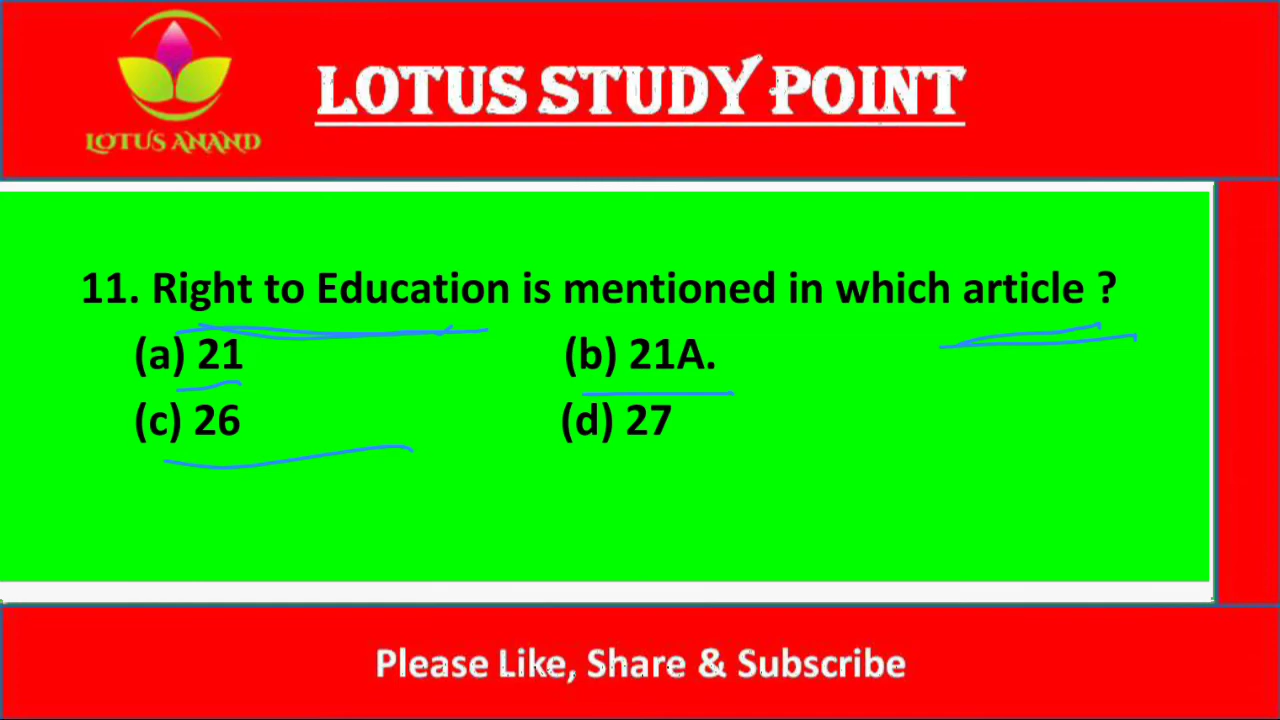 LOTUS STUDY POINT
LOTUS ANAND
11. Right to Education is mentioned in which article ?
(a) 21 (b) 21A.
(c) 26 (d) 27
Please Like, Share & Subscribe